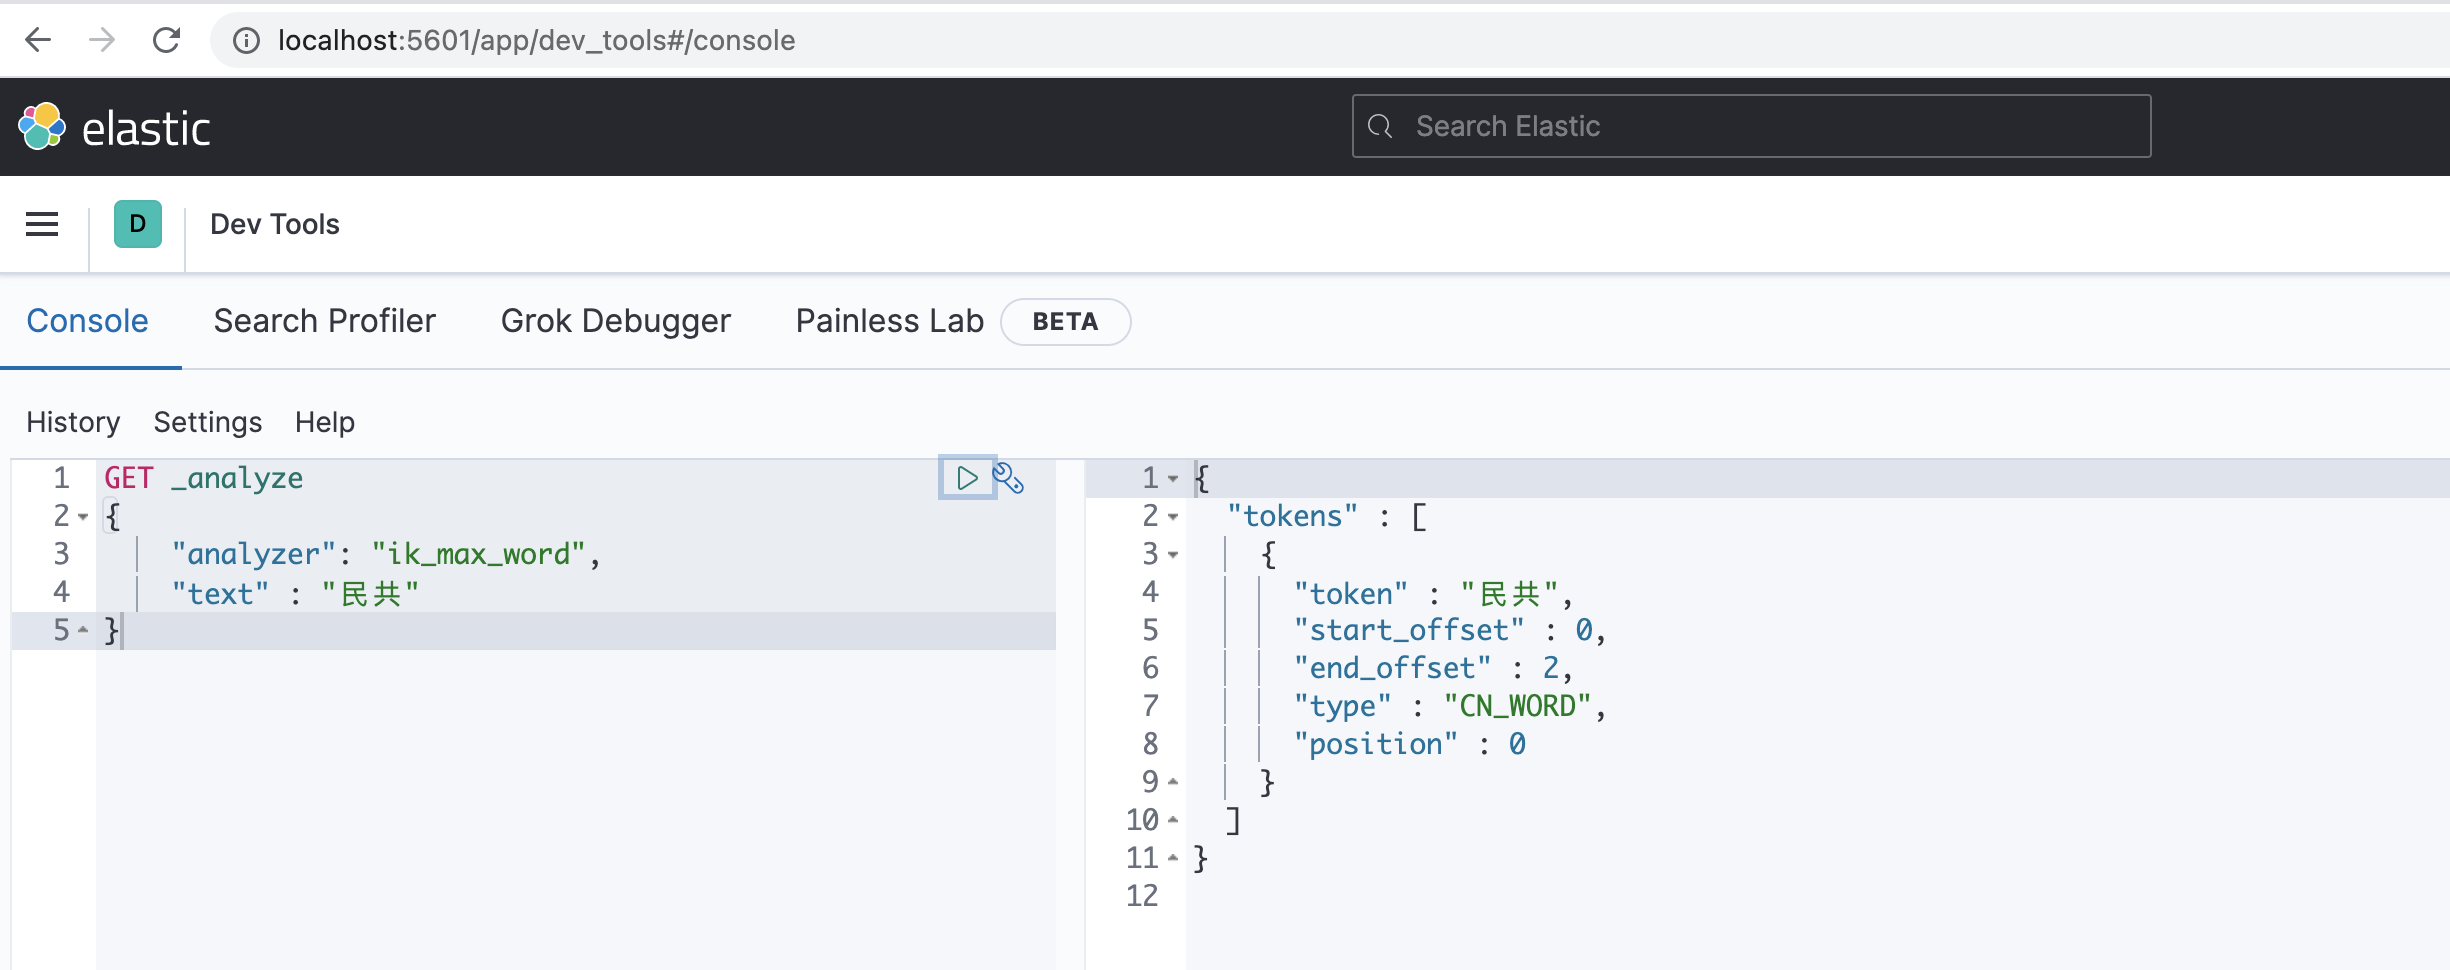 localhost:5601/app/dev_tools#/console
elastic
Search Elastic
D
Dev Tools
Console
Search Profiler
Grok Debugger
Painless Lab
BETA
History
Settings
Help
1 GET _analyze
2 {
3 "analyzer": "ik_max_word",
4 "text" : "民共"
5 }
1 {
2 "tokens" : [
3 {
4 "token" : "民共",
5 "start_offset" : 0,
6 "end_offset" : 2,
7 "type" : "CN_WORD",
8 "position" : 0
9 }
10 ]
11 }
12